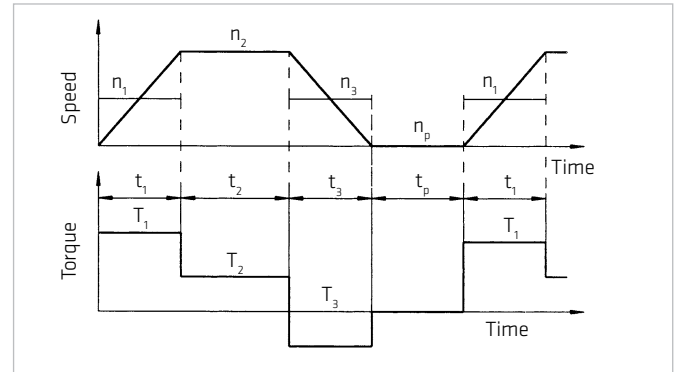 n₂
n₁ n₃ n₁
Speed
nₚ
Time
t₁ t₂ t₃ tₚ t₁
T₁ T₁
Torque
T₂
T₃
Time